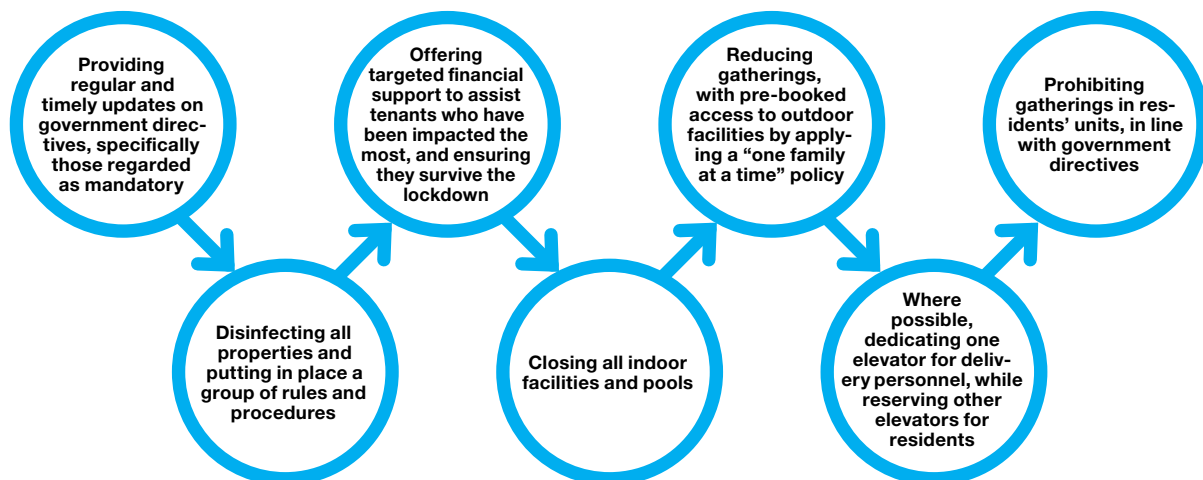 Providing
regular and
timely updates on
government direc-
tives, specifically
those regarded
as mandatory
Disinfecting all
properties and
putting in place a
group of rules and
procedures
Offering
targeted financial
support to assist
tenants who have
been impacted the
most, and ensuring
they survive the
lockdown
Closing all indoor
facilities and pools
Reducing
gatherings,
with pre-booked
access to outdoor
facilities by apply-
ing a “one family
at a time” policy
Where
possible,
dedicating one
elevator for deliv-
ery personnel, while
reserving other
elevators for
residents
Prohibiting
gatherings in res-
idents’ units, in line
with government
directives